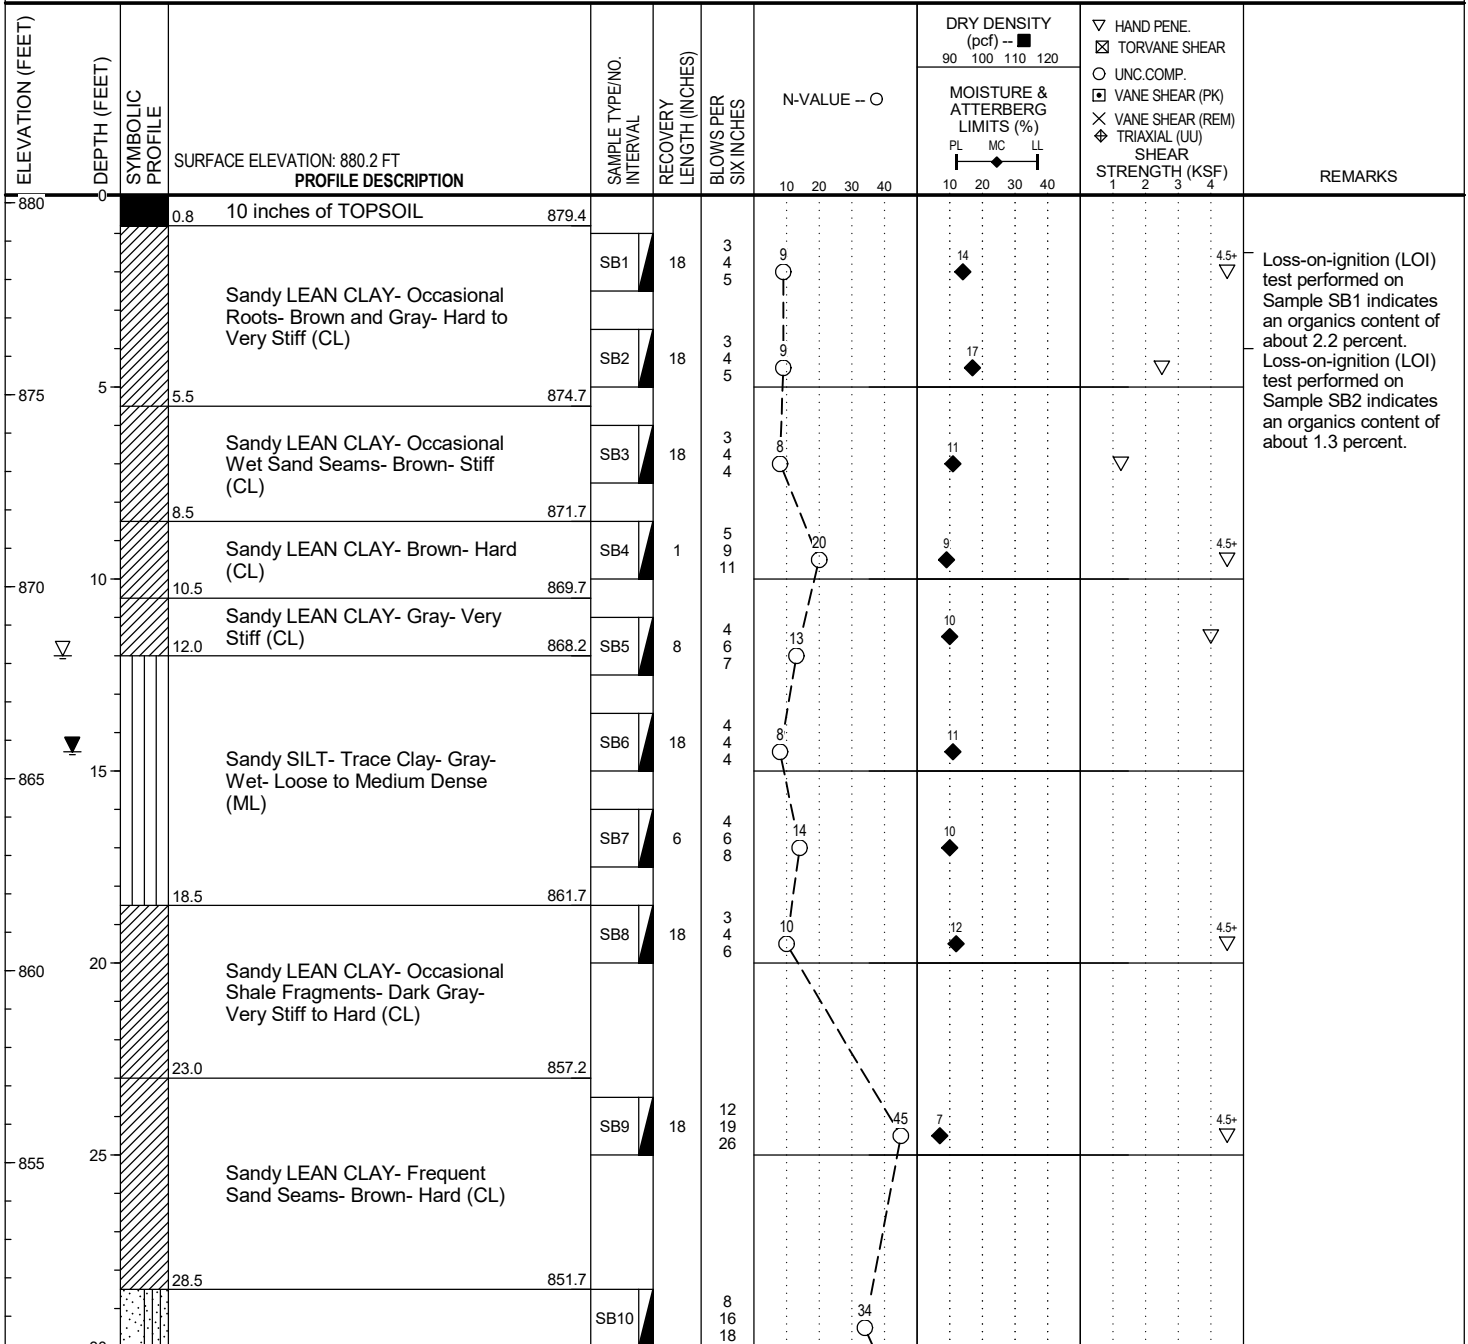 ELEVATION (FEET)
DEPTH (FEET)
SYMBOLIC
PROFILE
SURFACE ELEVATION: 880.2 FT
PROFILE DESCRIPTION
SAMPLE TYPE/NO.
INTERVAL
RECOVERY
LENGTH (INCHES)
BLOWS PER
SIX INCHES
N-VALUE -- O
10 20 30 40
DRY DENSITY
(pcf) -- ■
90 100 110 120
MOISTURE &
ATTERBERG
LIMITS (%)
PL MC LL
10 20 30 40
▽ HAND PENE.
☒ TORVANE SHEAR
○ UNC.COMP.
⊡ VANE SHEAR (PK)
× VANE SHEAR (REM)
TRIAXIAL (UU)
SHEAR
STRENGTH (KSF)
1 2 3 4
REMARKS
880
0
0.8 10 inches of TOPSOIL 879.4
Sandy LEAN CLAY- Occasional
Roots- Brown and Gray- Hard to
Very Stiff (CL)
5.5 874.7
SB1 18
3
4
5
9
14
4.5+
Loss-on-ignition (LOI)
test performed on
Sample SB1 indicates
an organics content of
about 2.2 percent.
SB2 18
3
4
5
9
17
Loss-on-ignition (LOI)
test performed on
Sample SB2 indicates
an organics content of
about 1.3 percent.
875
5
Sandy LEAN CLAY- Occasional
Wet Sand Seams- Brown- Stiff
(CL)
8.5 871.7
SB3 18
3
4
4
8
11
Sandy LEAN CLAY- Brown- Hard
(CL)
10.5 869.7
SB4 1
5
9
11
20
9
4.5+
870
10
Sandy LEAN CLAY- Gray- Very
Stiff (CL)
12.0 868.2
SB5 8
4
6
7
13
10
Sandy SILT- Trace Clay- Gray-
Wet- Loose to Medium Dense
(ML)
18.5 861.7
SB6 18
4
4
4
8
11
865
15
SB7 6
4
6
8
14
10
Sandy LEAN CLAY- Occasional
Shale Fragments- Dark Gray-
Very Stiff to Hard (CL)
23.0 857.2
SB8 18
3
4
6
10
12
4.5+
860
20
Sandy LEAN CLAY- Frequent
Sand Seams- Brown- Hard (CL)
28.5 851.7
SB9 18
12
19
26
45
7
4.5+
855
25
SB10
8
16
18
34